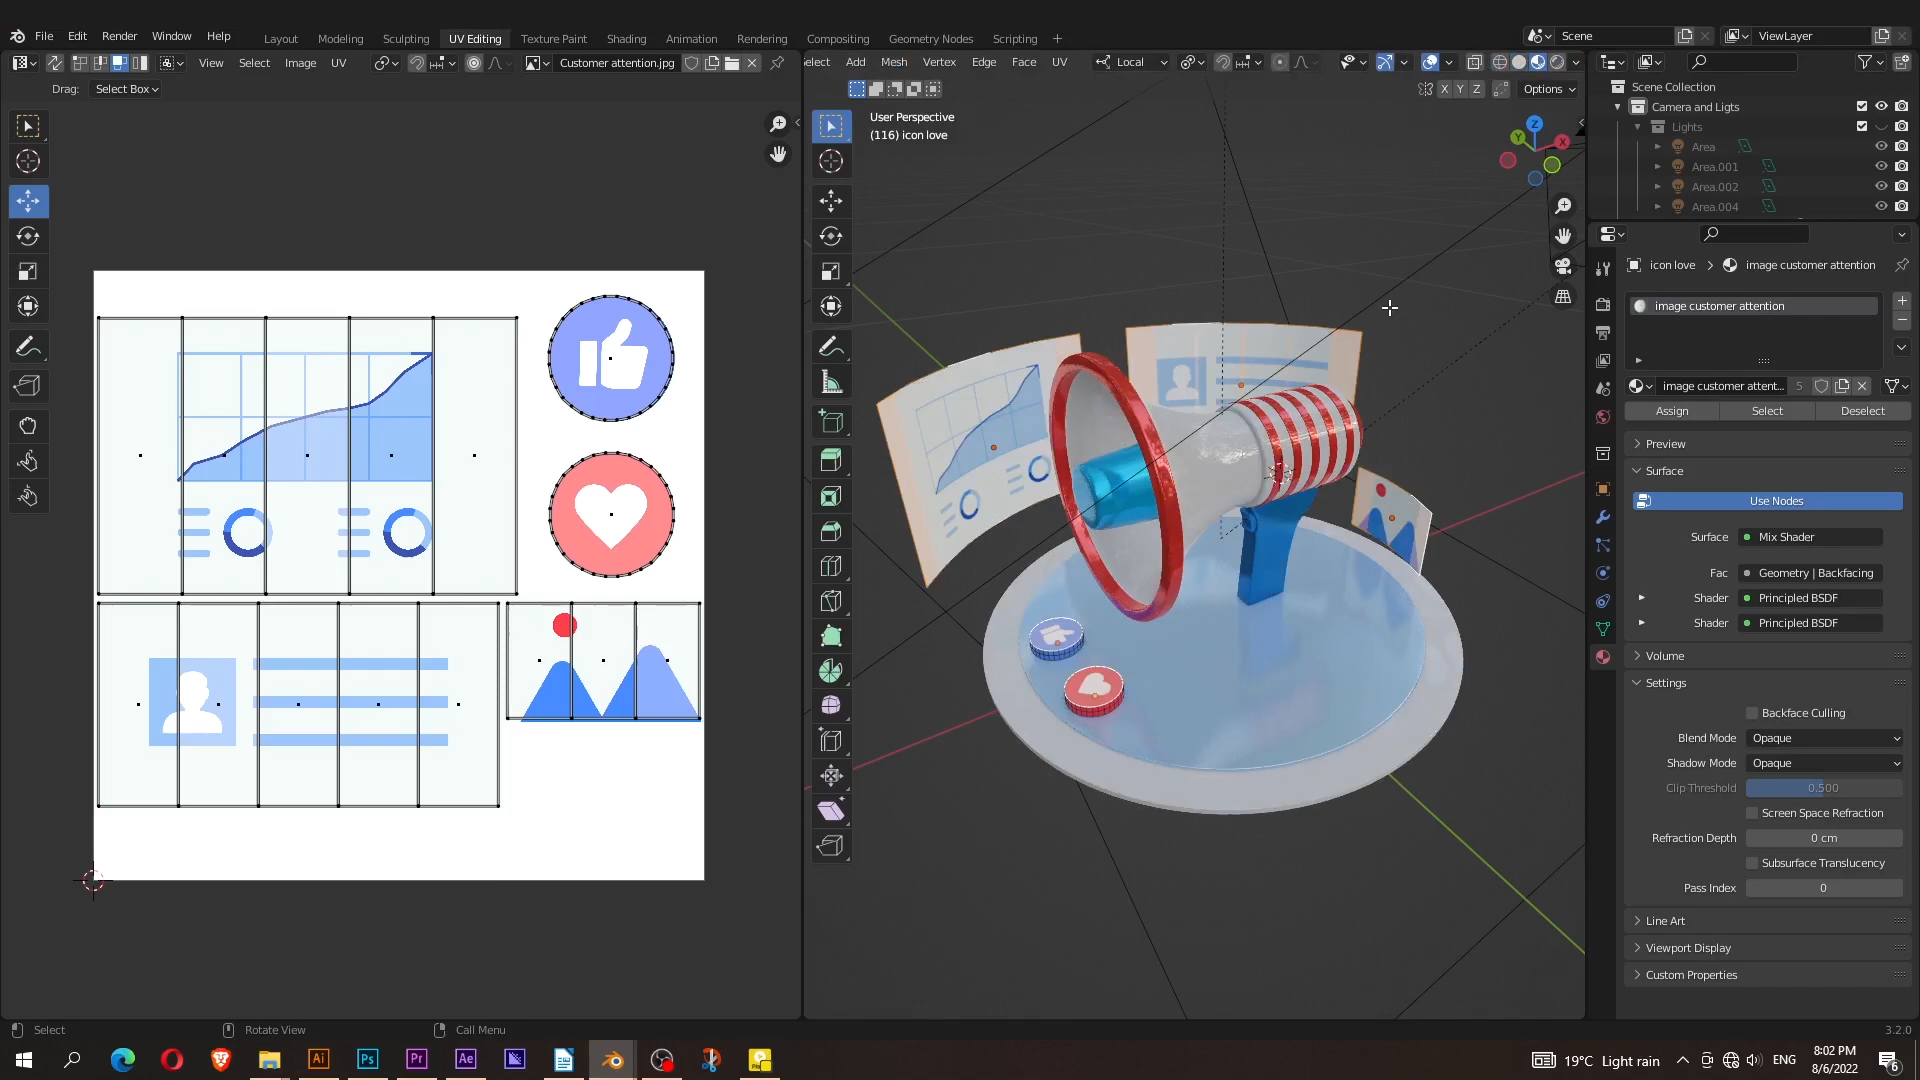 File Edit Render Window Help
Layout Modeling Sculpting UV Editing Texture Paint Shading Animation Rendering Compositing Geometry Nodes Scripting +
Scene
ViewLayer
View Select Image UV
Customer attention.jpg
Select Add Mesh Vertex Edge Face UV
Local
Drag: Select Box
X Y Z Options
User Perspective
(116) icon love
Z
Y
X
Scene Collection
Camera and Ligts
Lights
Area
Area.001
Area.002
Area.004
icon love > image customer attention
image customer attention
image customer attent... 5
Assign Select Deselect
Preview
Surface
Use Nodes
Surface Mix Shader
Fac Geometry | Backfacing
Shader Principled BSDF
Shader Principled BSDF
Volume
Settings
Backface Culling
Blend Mode Opaque
Shadow Mode Opaque
Clip Threshold 0.500
Screen Space Refraction
Refraction Depth 0 cm
Subsurface Translucency
Pass Index 0
Line Art
Viewport Display
Custom Properties
Select Rotate View Call Menu 3.2.0
Ai Ps Pr Ae
19°C Light rain ENG
8:02 PM
8/6/2022
6